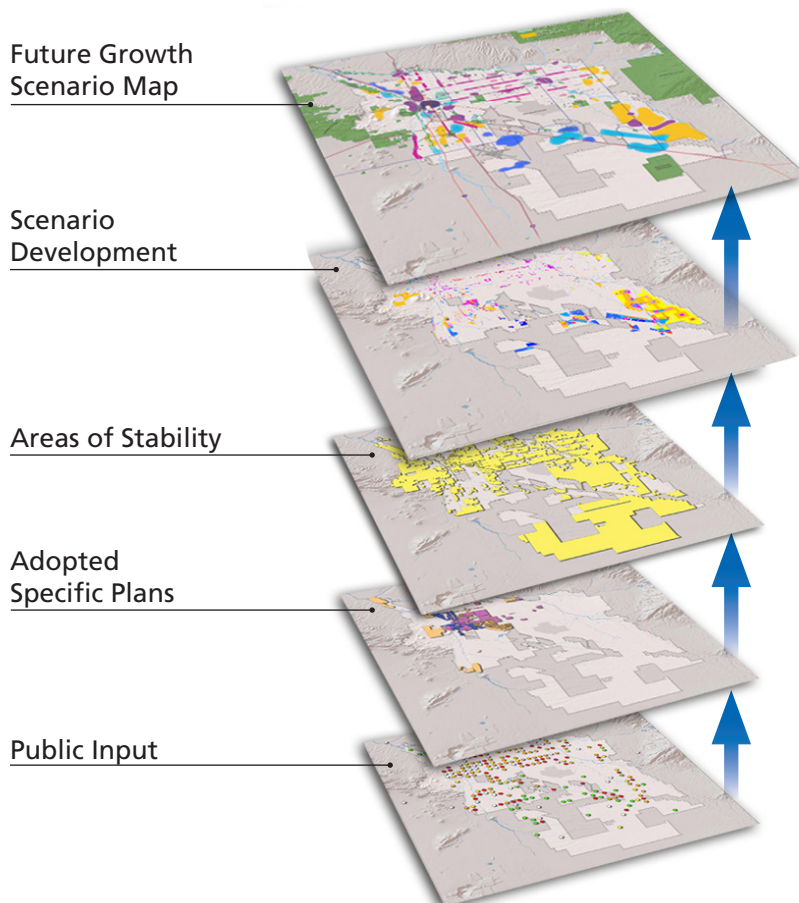 Future Growth
Scenario Map
Scenario
Development
Areas of Stability
Adopted
Specific Plans
Public Input